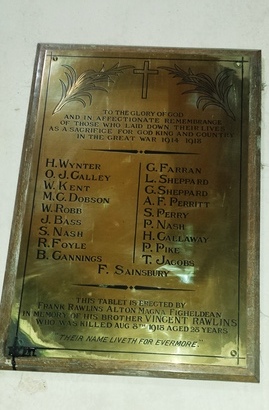 TO THE GLORY OF GOD
AND IN AFFECTIONATE REMEMBRANCE
OF THOSE WHO LAID DOWN THEIR LIVES
AS A SACRIFICE FOR GOD KING AND COUNTRY
IN THE GREAT WAR 1914 1918
H. WYNTER
O. J. GALLEY
W. KENT
M. G. DOBSON
W. ROBB
J. BASS
S. NASH
R. FOYLE
B. GANNINGS
G. FARRAN
L. SHEPPARD
G. SHEPPARD
A. F. PERRITT
S. PERRY
P. NASH
H. CALLAWAY
P. PIKE
T. JACOBS
F. SAINSBURY
THIS TABLET IS ERECTED BY
FRANK RAWLINS ALTON MAGNA FIGHELDEAN
IN MEMORY OF HIS BROTHER VINCENT RAWLINS
WHO WAS KILLED AUG 8TH 1918 AGED 25 YEARS
"THEIR NAME LIVETH FOR EVERMORE."